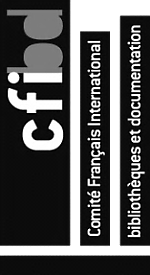 cfibd
Comité Français International
bibliothèques et documentation